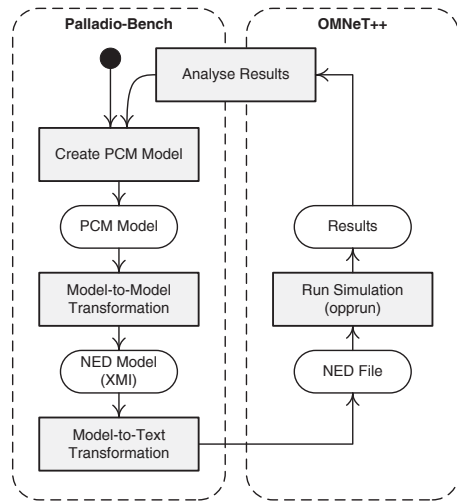 Palladio-Bench
OMNeT++
Analyse Results
Create PCM Model
PCM Model
Model-to-Model
Transformation
NED Model
(XMI)
Model-to-Text
Transformation
Results
Run Simulation
(opprun)
NED File